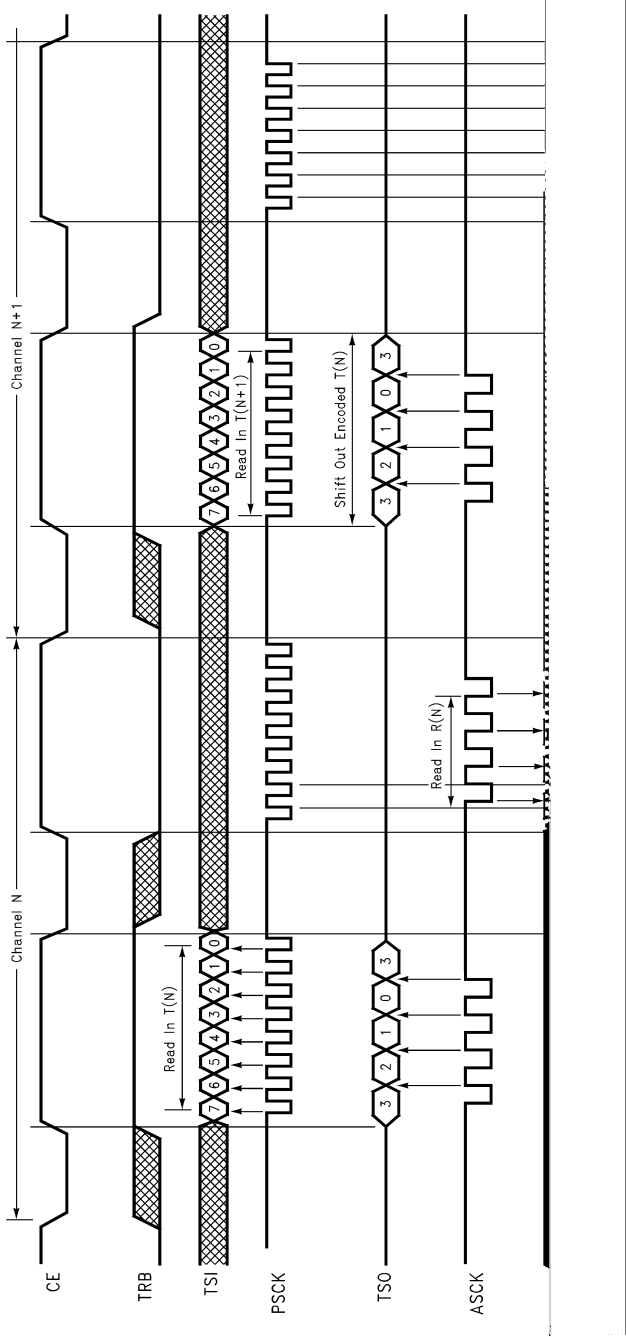 Channel N
Channel N+1
CE
TRB
TSI
7 6 5 4 3 2 1 0
7 6 5 4 3 2 1 0
Read In T(N)
Read In T(N+1)
PSCK
Shift Out Encoded T(N)
TSO
3 2 1 0 3
3 2 1 0 3
ASCK
Read In R(N)